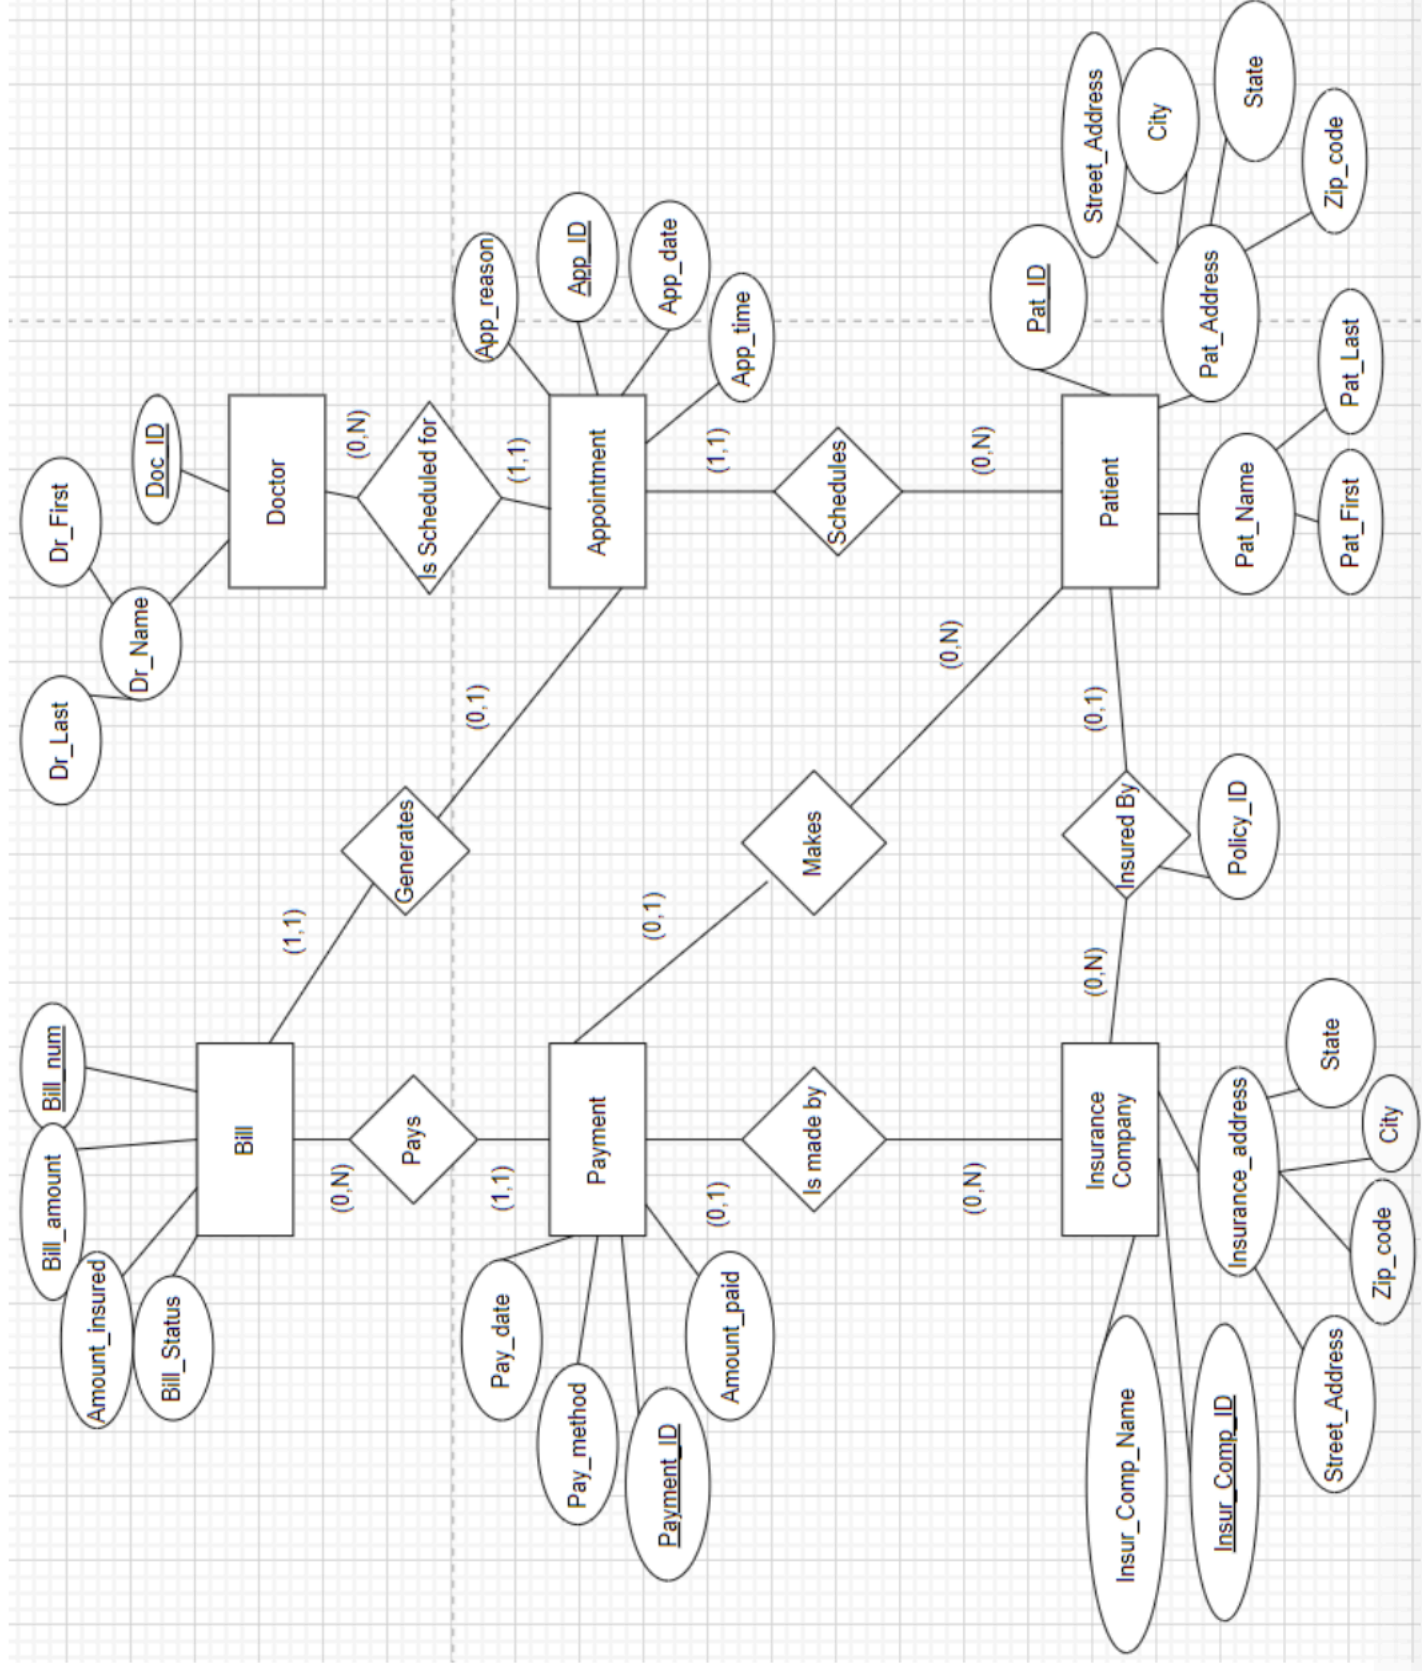 Bill_num
Bill_amount
Amount_insured
Bill_Status
Bill
(1,1)
Generates
(0,1)
Dr_Last
Dr_First
Dr_Name
Doc_ID
Doctor
(0,N)
Is Scheduled for
(1,1)
App_reason
App_ID
App_date
App_time
Appointment
(0,N)
Pays
(1,1)
Payment
Pay_date
Pay_method
Payment_ID
Amount_paid
(0,1)
Makes
(0,N)
(1,1)
Schedules
(0,N)
(0,1)
Is made by
(0,N)
Insurance
Company
Insur_Comp_Name
Insur_Comp_ID
Insurance_address
Street_Address
Zip_code
City
State
(0,N)
Insured By
Policy_ID
(0,1)
Patient
Pat_ID
Pat_Address
Street_Address
City
State
Zip_code
Pat_Name
Pat_First
Pat_Last